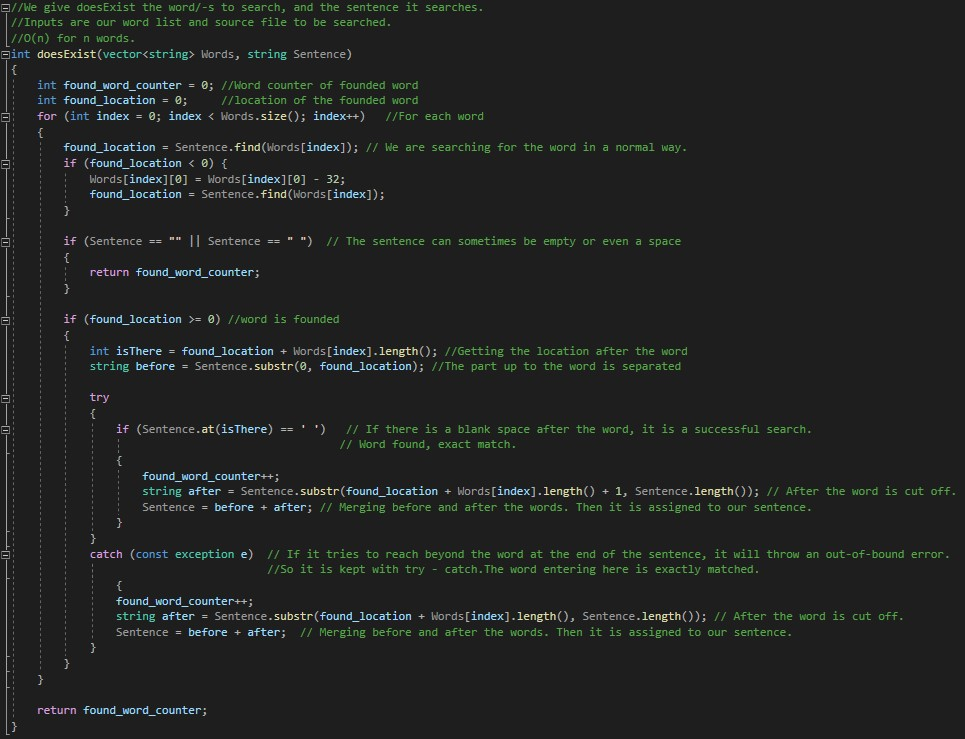 //We give doesExist the word/-s to search, and the sentence it searches.
//Inputs are our word list and source file to be searched.
//O(n) for n words.
int doesExist(vector<string> Words, string Sentence)
{
    int found_word_counter = 0; //Word counter of founded word
    int found_location = 0;     //location of the founded word
    for (int index = 0; index < Words.size(); index++)   //For each word
    {
        found_location = Sentence.find(Words[index]); // We are searching for the word in a normal way.
        if (found_location < 0) {
            Words[index][0] = Words[index][0] - 32;
            found_location = Sentence.find(Words[index]);
        }

        if (Sentence == "" || Sentence == " ")  // The sentence can sometimes be empty or even a space
        {
            return found_word_counter;
        }

        if (found_location >= 0) //word is founded
        {
            int isThere = found_location + Words[index].length(); //Getting the location after the word
            string before = Sentence.substr(0, found_location); //The part up to the word is separated

            try
            {
                if (Sentence.at(isThere) == ' ')   // If there is a blank space after the word, it is a successful search.
                                                  // Word found, exact match.
                {
                    found_word_counter++;
                    string after = Sentence.substr(found_location + Words[index].length() + 1, Sentence.length()); // After the word is cut off.
                    Sentence = before + after; // Merging before and after the words. Then it is assigned to our sentence.
                }
            }
            catch (const exception e)  // If it tries to reach beyond the word at the end of the sentence, it will throw an out-of-bound error.
                                       //So it is kept with try - catch.The word entering here is exactly matched.
                {
                found_word_counter++;
                string after = Sentence.substr(found_location + Words[index].length(), Sentence.length()); // After the word is cut off.
                Sentence = before + after;  // Merging before and after the words. Then it is assigned to our sentence.
            }
        }
    }

    return found_word_counter;
}